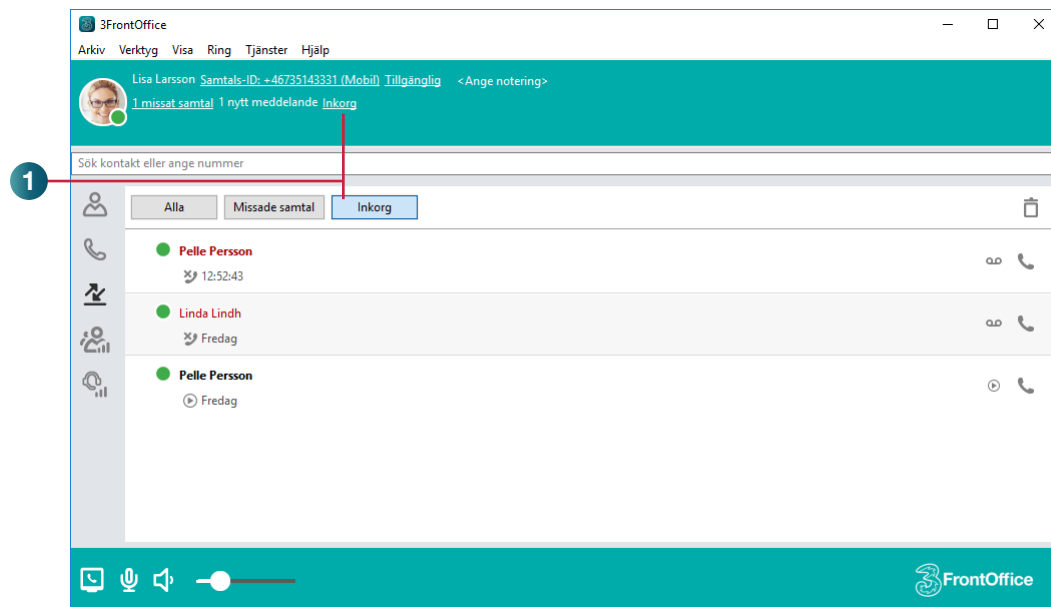 3FrontOffice
Arkiv Verktyg Visa Ring Tjänster Hjälp
Lisa Larsson Samtals-ID: +46735143331 (Mobil) Tillgänglig <Ange notering>
1 missat samtal 1 nytt meddelande Inkorg
Sök kontakt eller ange nummer
1
Alla Missade samtal Inkorg
Pelle Persson
12:52:43
Linda Lindh
Fredag
Pelle Persson
Fredag
3FrontOffice